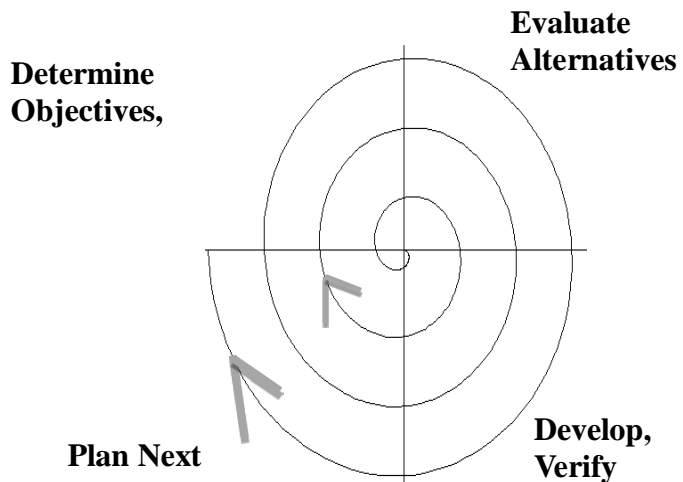 Determine
Objectives,
Evaluate
Alternatives
Plan Next
Develop,
Verify